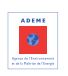 ADEME
Agence de l'Environnement
et de la Maîtrise de l'Energie